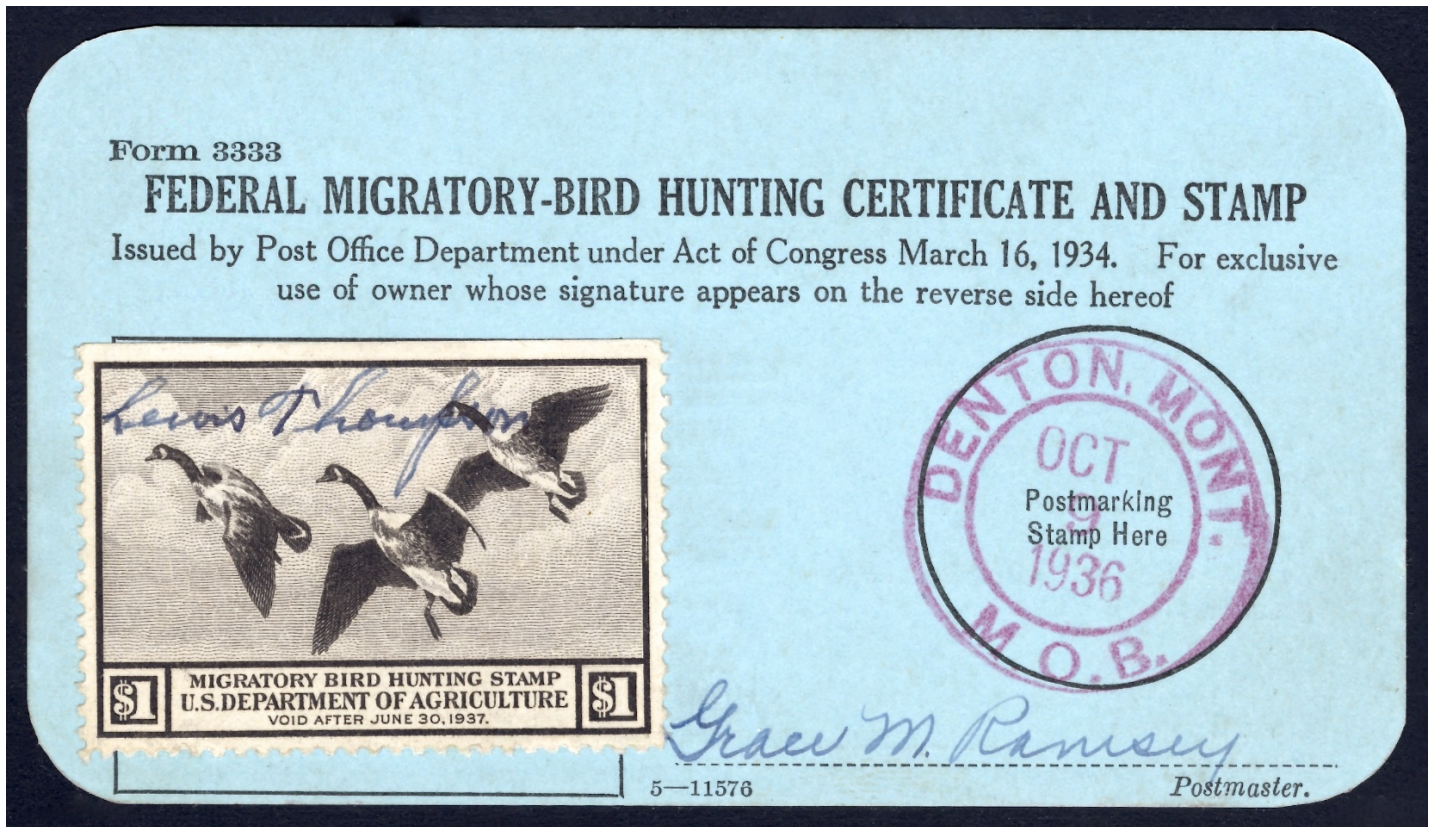 Form 3333
FEDERAL MIGRATORY-BIRD HUNTING CERTIFICATE AND STAMP
Issued by Post Office Department under Act of Congress March 16, 1934. For exclusive
use of owner whose signature appears on the reverse side hereof
Lewis Thompson
$1
MIGRATORY BIRD HUNTING STAMP
U.S. DEPARTMENT OF AGRICULTURE
VOID AFTER JUNE 30, 1937.
$1
DENTON, MONT.
OCT
9
1936
M.O.B.
Postmarking
Stamp Here
Grace M. Ramsey
5—11576
Postmaster.